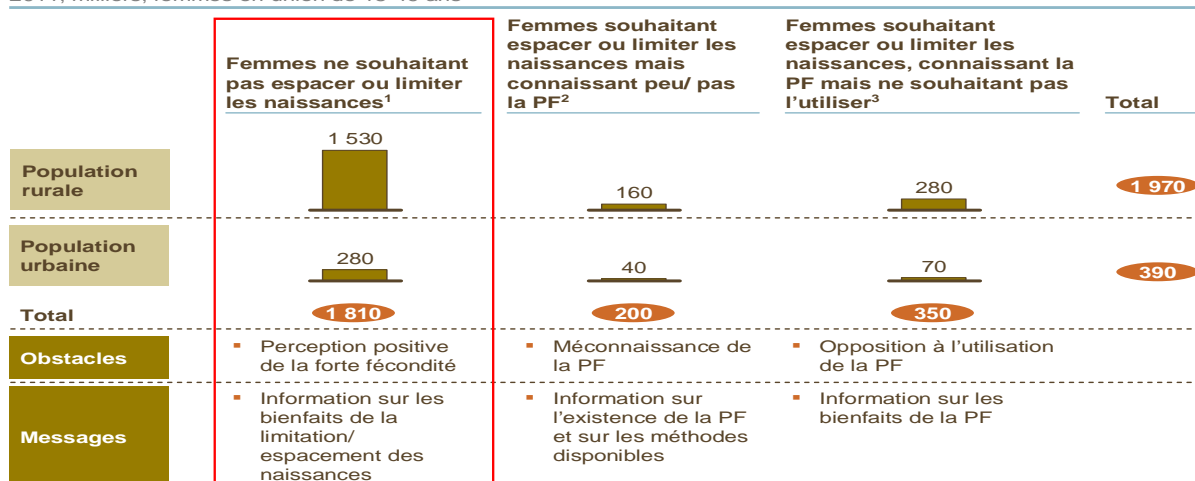 Femmes ne souhaitant
pas espacer ou limiter
les naissances¹
Femmes souhaitant
espacer ou limiter les
naissances mais
connaissant peu/ pas
la PF²
Femmes souhaitant
espacer ou limiter les
naissances, connaissant la
PF mais ne souhaitant pas
l’utiliser³
Total
Population
rurale
1 530
160
280
1 970
Population
urbaine
280
40
70
390
Total
1 810
200
350
Obstacles
▪ Perception positive
de la forte fécondité
▪ Méconnaissance de
la PF
▪ Opposition à l’utilisation
de la PF
Messages
▪ Information sur les
bienfaits de la
limitation/
espacement des
naissances
▪ Information sur
l’existence de la PF
et sur les méthodes
disponibles
▪ Information sur les
bienfaits de la PF